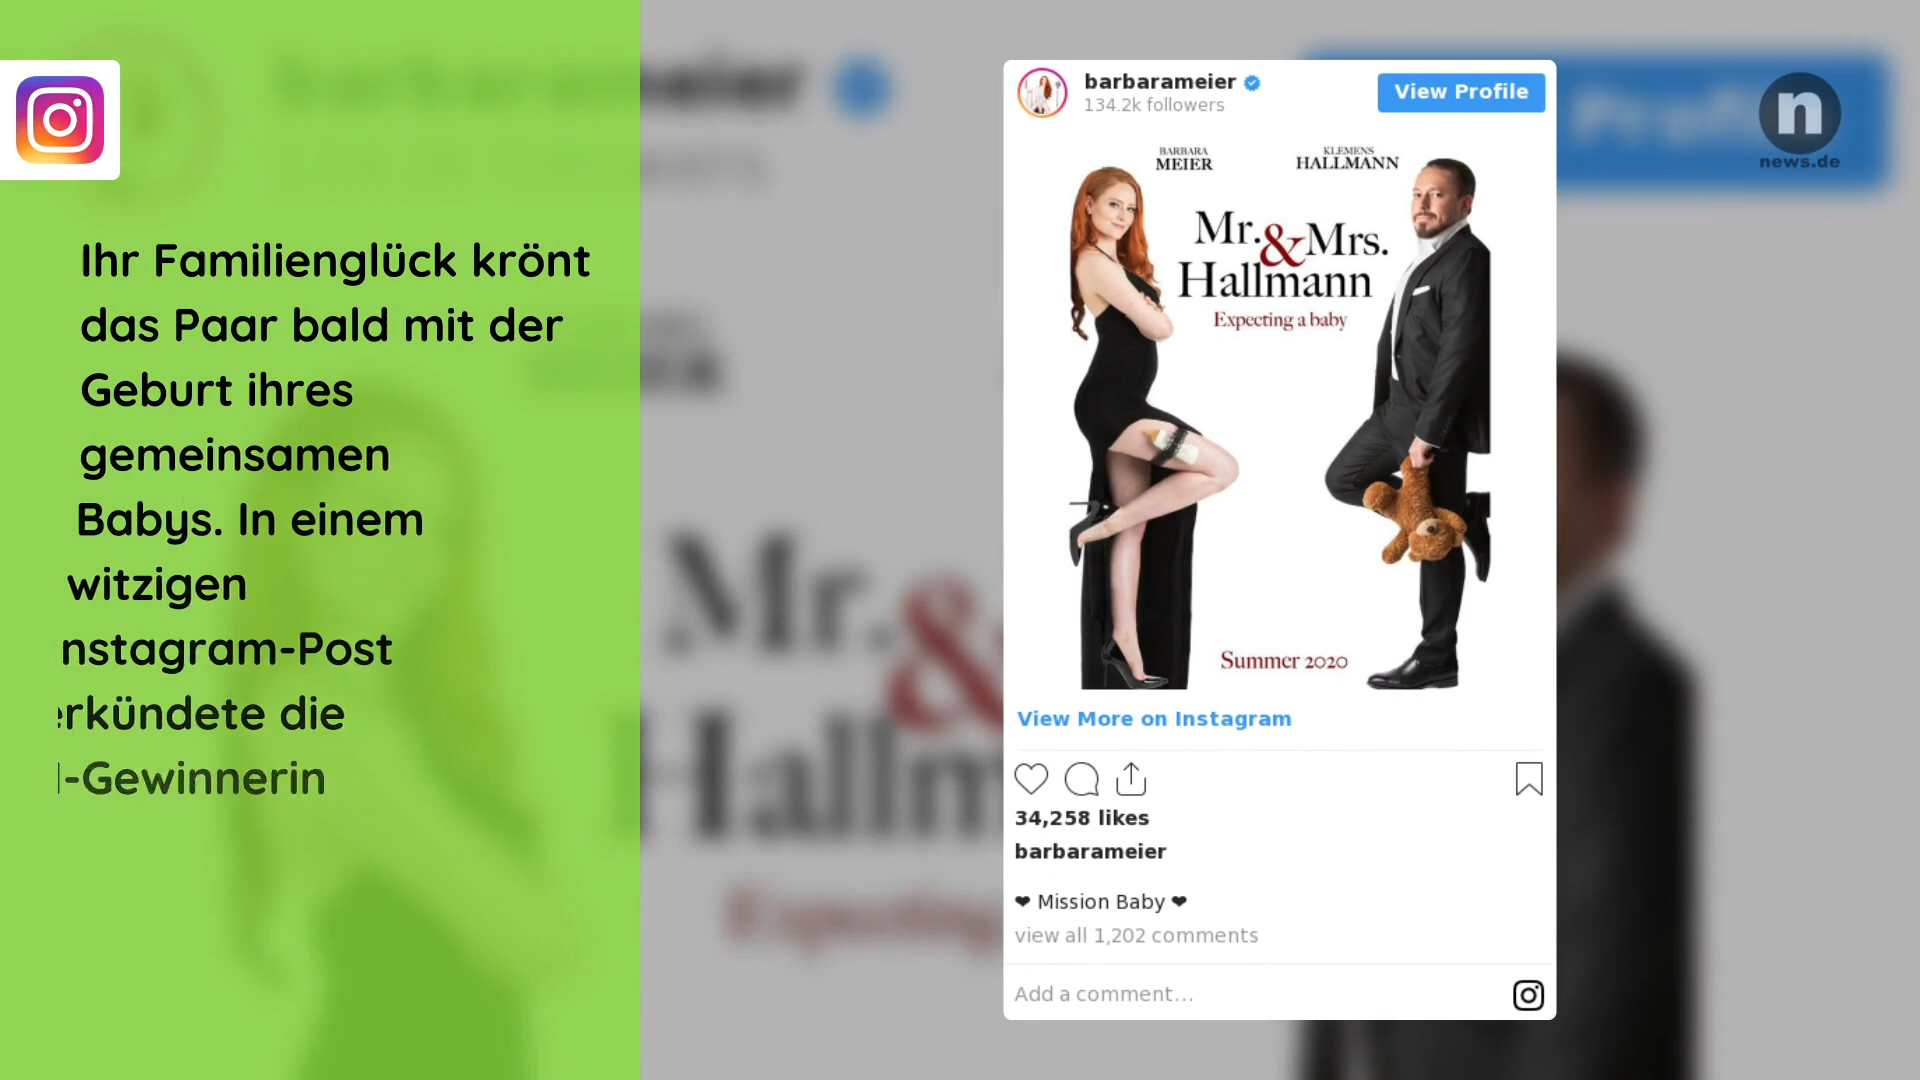 Ihr Familienglück krönt
das Paar bald mit der
Geburt ihres
gemeinsamen
Babys. In einem
witzigen
nstagram-Post
rkündete die
-Gewinnerin
barbarameier
134.2k followers
View Profile
BARBARA
MEIER
KLEMENS
HALLMANN
Mr. & Mrs.
Hallmann
Expecting a baby
Summer 2020
View More on Instagram
34,258 likes
barbarameier
❤ Mission Baby ❤
view all 1,202 comments
Add a comment...
n
news.de